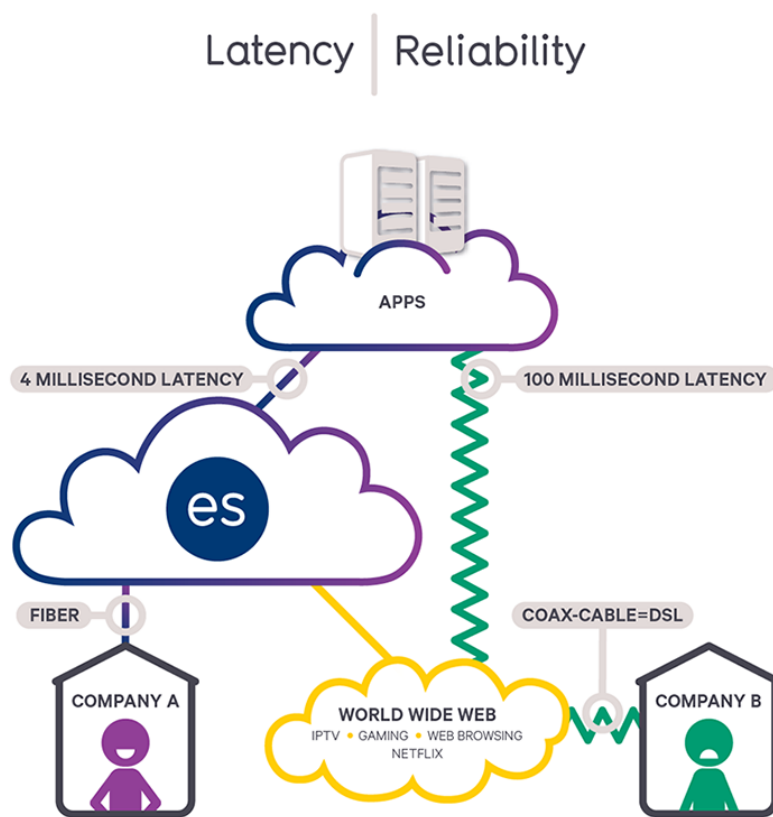 Latency | Reliability
APPS
4 MILLISECOND LATENCY
100 MILLISECOND LATENCY
es
FIBER
COAX-CABLE=DSL
COMPANY A
WORLD WIDE WEB
IPTV • GAMING • WEB BROWSING
NETFLIX
COMPANY B